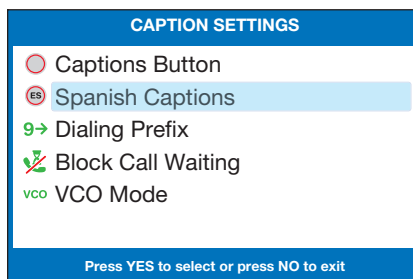 CAPTION SETTINGS
Captions Button
ES Spanish Captions
9→ Dialing Prefix
Block Call Waiting
VCO VCO Mode
Press YES to select or press NO to exit